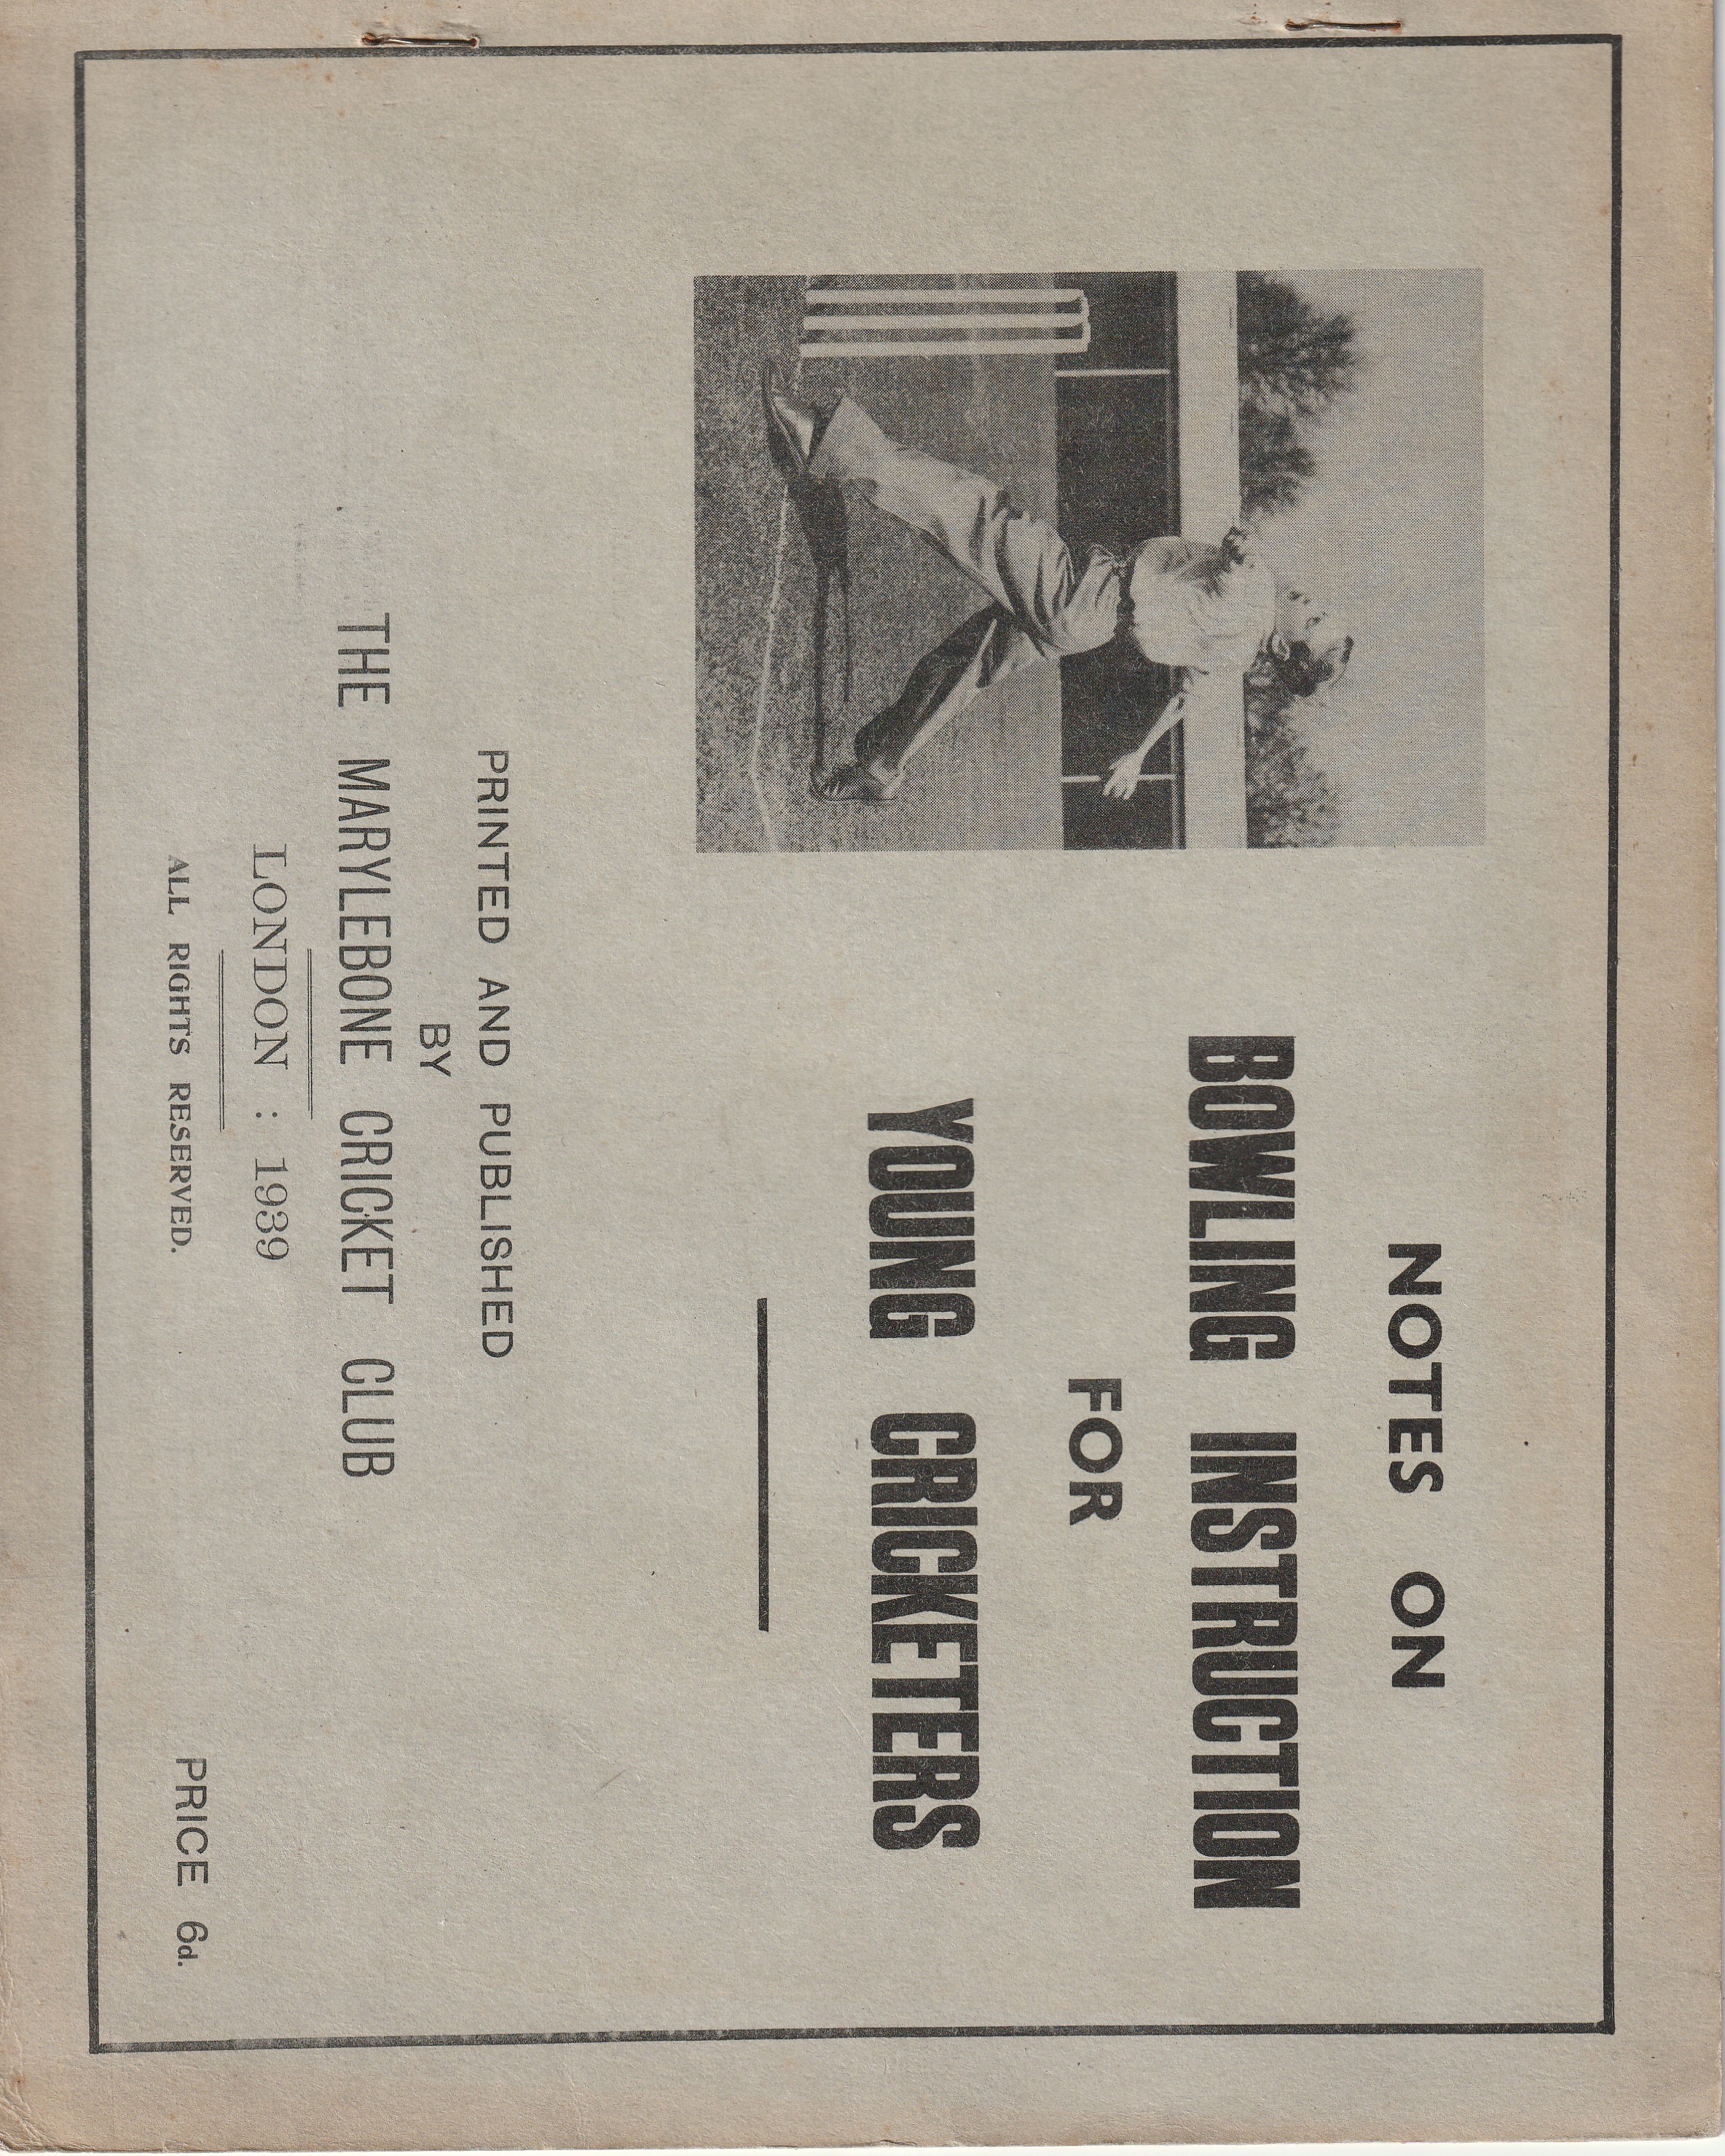 NOTES ON
BOWLING INSTRUCTION
FOR
YOUNG CRICKETERS
PRINTED AND PUBLISHED
BY
THE MARYLEBONE CRICKET CLUB
LONDON : 1939
ALL RIGHTS RESERVED.
PRICE 6d.